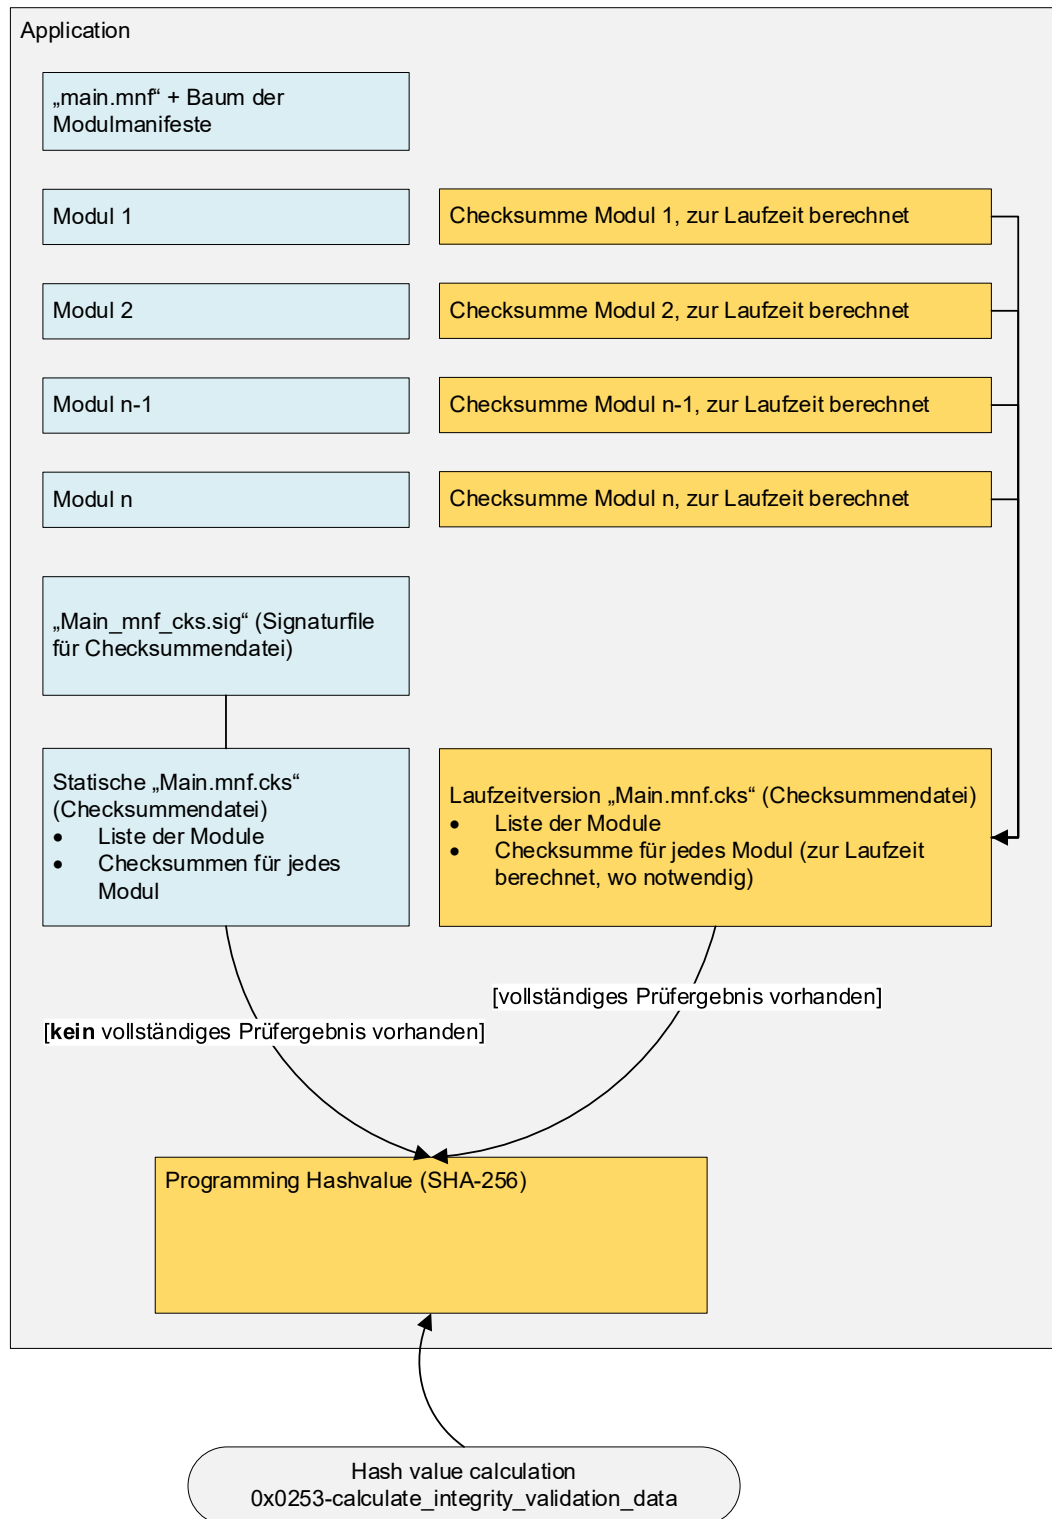 Application
„main.mnf“ + Baum der
Modulmanifeste
Modul 1
Checksumme Modul 1, zur Laufzeit berechnet
Modul 2
Checksumme Modul 2, zur Laufzeit berechnet
Modul n-1
Checksumme Modul n-1, zur Laufzeit berechnet
Modul n
Checksumme Modul n, zur Laufzeit berechnet
„Main_mnf_cks.sig“ (Signaturfile
für Checksummendatei)
Statische „Main.mnf.cks“
(Checksummendatei)
• Liste der Module
• Checksummen für jedes
Modul
Laufzeitversion „Main.mnf.cks“ (Checksummendatei)
• Liste der Module
• Checksumme für jedes Modul (zur Laufzeit
berechnet, wo notwendig)
[vollständiges Prüfergebnis vorhanden]
[kein vollständiges Prüfergebnis vorhanden]
Programming Hashvalue (SHA-256)
Hash value calculation
0x0253-calculate_integrity_validation_data